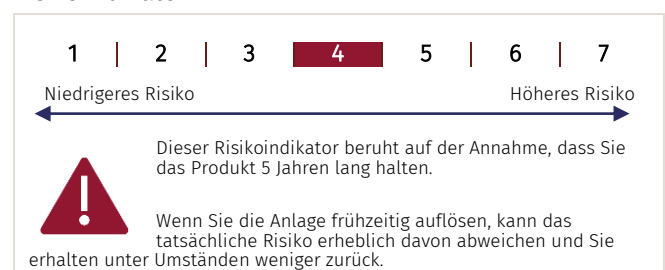 1 | 2 | 3 | 4 | 5 | 6 | 7
Niedrigeres Risiko Höheres Risiko
Dieser Risikoindikator beruht auf der Annahme, dass Sie
das Produkt 5 Jahren lang halten.
Wenn Sie die Anlage frühzeitig auflösen, kann das
tatsächliche Risiko erheblich davon abweichen und Sie
erhalten unter Umständen weniger zurück.